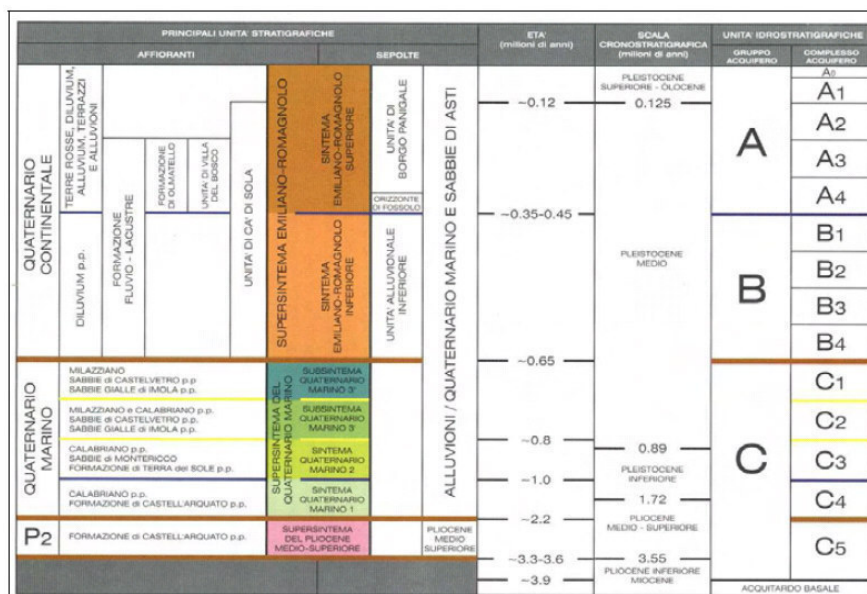 PRINCIPALI UNITA' STRATIGRAFICHE
AFFIORANTI
SEPOLTE
ETA'
(milioni di anni)
SCALA
CRONOSTRATIGRAFICA
(milioni di anni)
UNITA' IDROSTRATIGRAFICHE
GRUPPO
ACQUIFERO
COMPLESSO
ACQUIFERO
QUATERNARIO
CONTINENTALE
TERRE ROSSE, DILUVIUM,
ALLUVIUM, TERRAZZI
E ALLUVIONI
DILUVIUM p.p.
FORMAZIONE
FLUVIO - LACUSTRE
FORMAZIONE
DI OLMATELLO
UNITA' DI VILLA
DEL BOSCO
UNITA' DI CA' DI SOLA
SUPERSINTEMA EMILIANO-ROMAGNOLO
SINTEMA
EMILIANO-ROMAGNOLO
SUPERIORE
SINTEMA
EMILIANO-ROMAGNOLO
INFERIORE
UNITA' DI
BORGO PANIGALE
ORIZZONTE
DI FOSSOLO
UNITA' ALLUVIONALE
INFERIORE
ALLUVIONI / QUATERNARIO MARINO E SABBIE DI ASTI
QUATERNARIO
MARINO
MILAZZIANO
SABBIE di CASTELVETRO p.p
SABBIE GIALLE di IMOLA p.p.
MILAZZIANO e CALABRIANO p.p.
SABBIE di CASTELVETRO p.p.
SABBIE GIALLE di IMOLA p.p.
CALABRIANO p.p.
SABBIE di MONTERICCO
FORMAZIONE di TERRA del SOLE p.p.
CALABRIANO p.p.
FORMAZIONE di CASTELL'ARQUATO p.p.
SUPERSINTEMA DEL
QUATERNARIO MARINO
SUBSINTEMA
QUATERNARIO
MARINO 3'
SUBSINTEMA
QUATERNARIO
MARINO 3'
SINTEMA
QUATERNARIO
MARINO 2
SINTEMA
QUATERNARIO
MARINO 1
P2
FORMAZIONE di CASTELL'ARQUATO p.p.
SUPERSINTEMA
DEL PLIOCENE
MEDIO-SUPERIORE
PLIOCENE
MEDIO
SUPERIORE
~0.12
~0.35-0.45
~0.65
~0.8
~1.0
~2.2
~3.3-3.6
~3.9
PLEISTOCENE
SUPERIORE - OLOCENE
0.125
PLEISTOCENE
MEDIO
0.89
PLEISTOCENE
INFERIORE
1.72
PLIOCENE
MEDIO - SUPERIORE
3.55
PLIOCENE INFERIORE
MIOCENE
A
B
C
A0
A1
A2
A3
A4
B1
B2
B3
B4
C1
C2
C3
C4
C5
ACQUITARDO BASALE